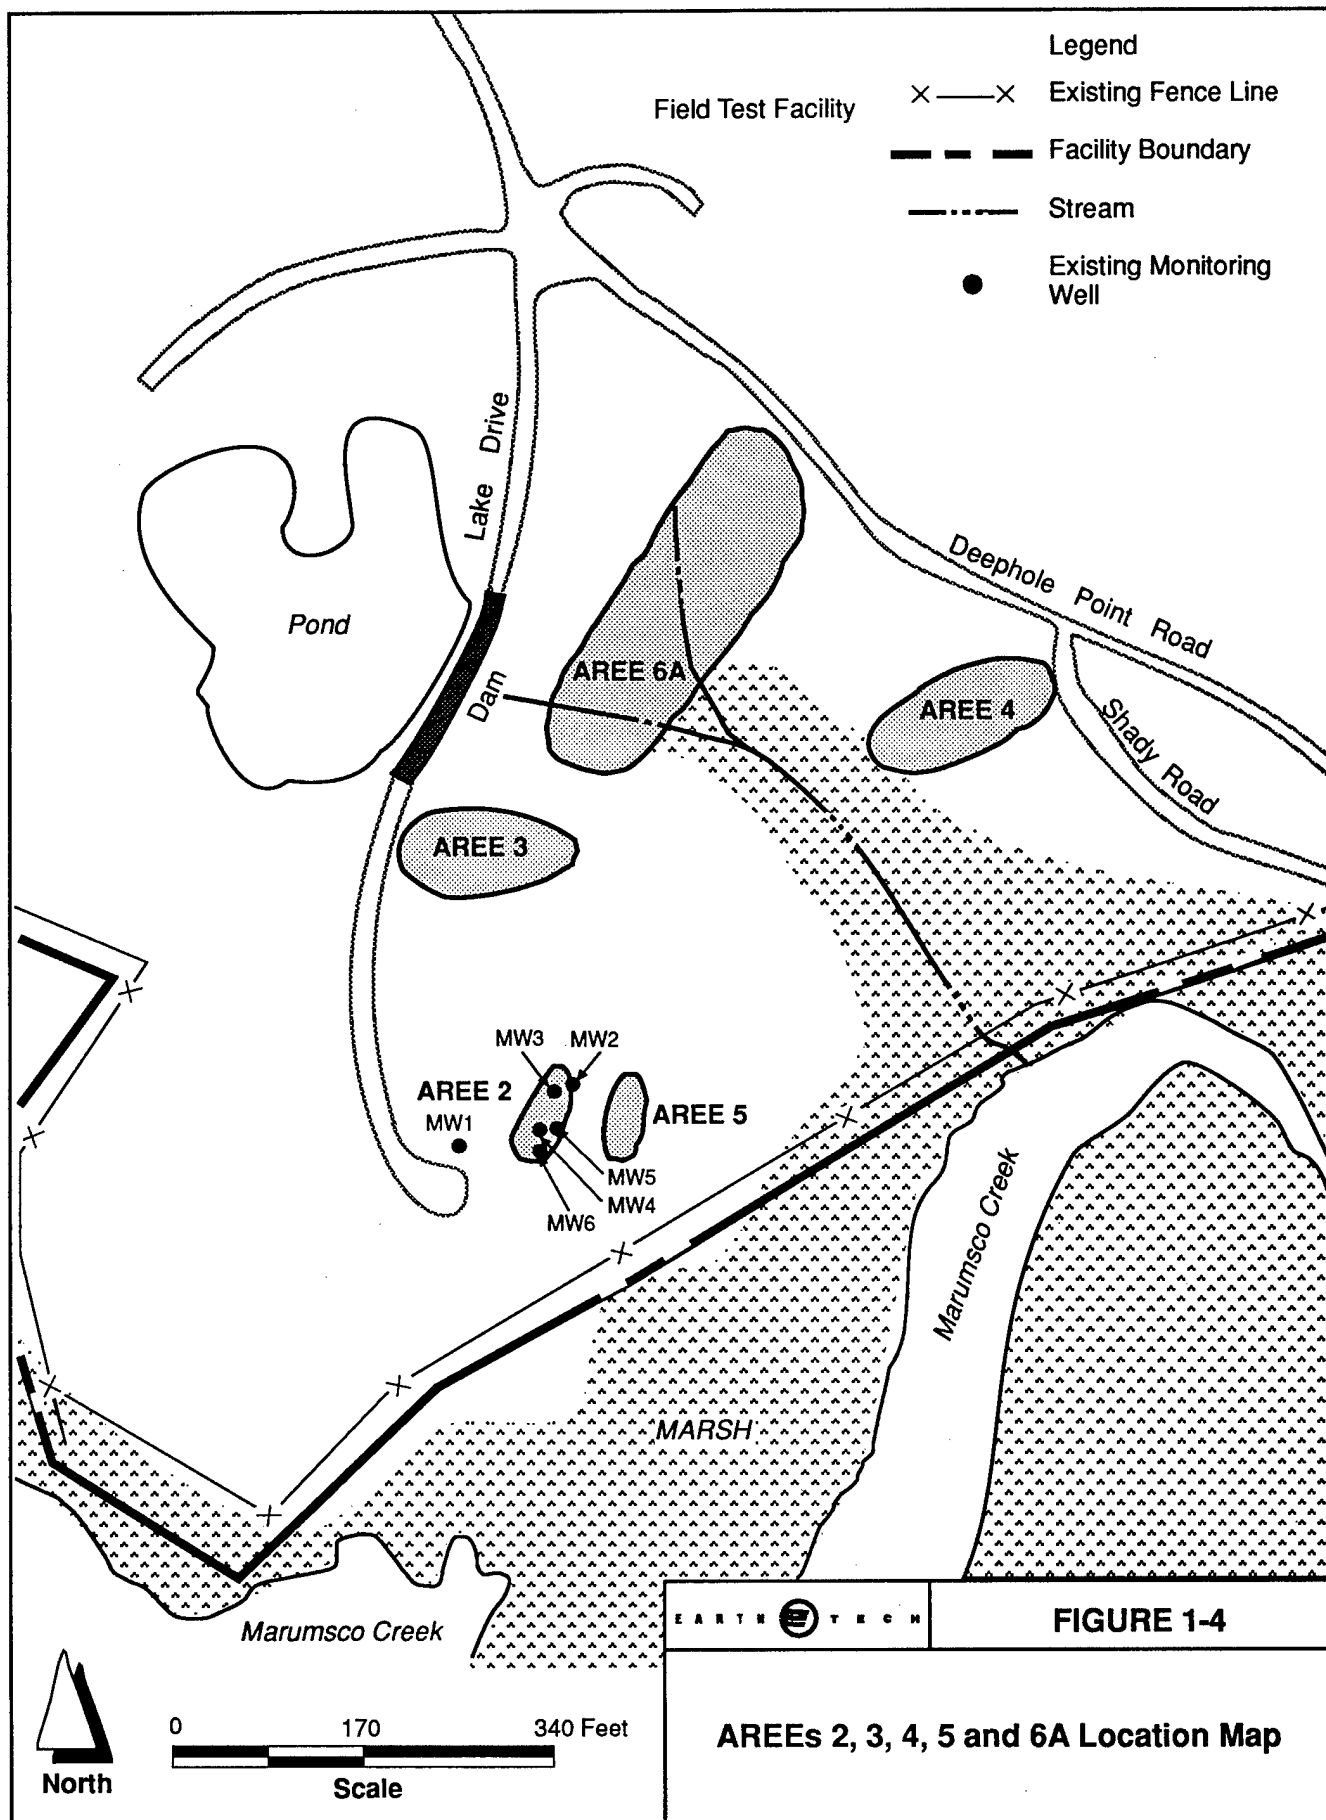 Legend
Field Test Facility
Existing Fence Line
Facility Boundary
Stream
Existing Monitoring
Well
Lake Drive
Deephole Point Road
Pond
AREE 6A
Dam
AREE 4
Shady Road
AREE 3
MW3
MW2
AREE 2
MW1
AREE 5
MW5
MW4
MW6
Marumsco Creek
MARSH
Marumsco Creek
EARTH TECH
FIGURE 1-4
AREEs 2, 3, 4, 5 and 6A Location Map
North
0 170 340 Feet
Scale